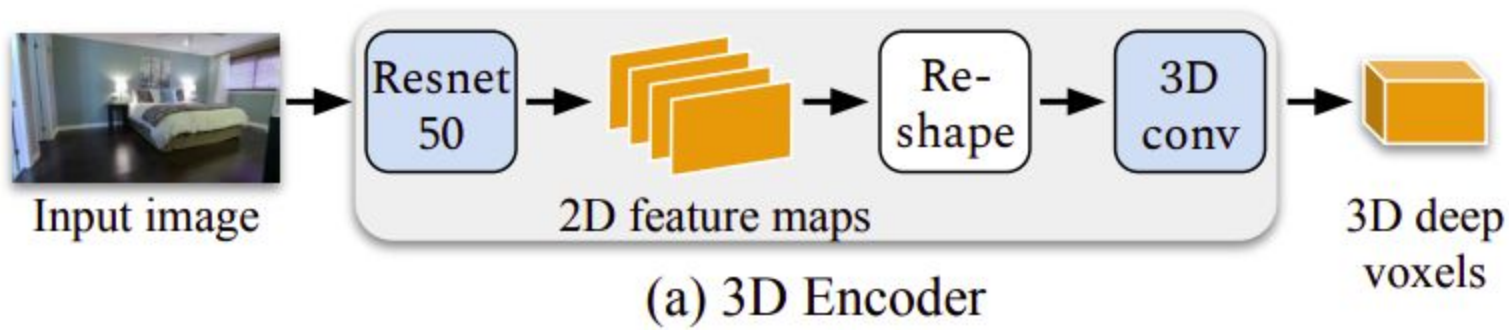 Resnet
50
Re-
shape
3D
conv
Input image
2D feature maps
3D deep
voxels
(a) 3D Encoder